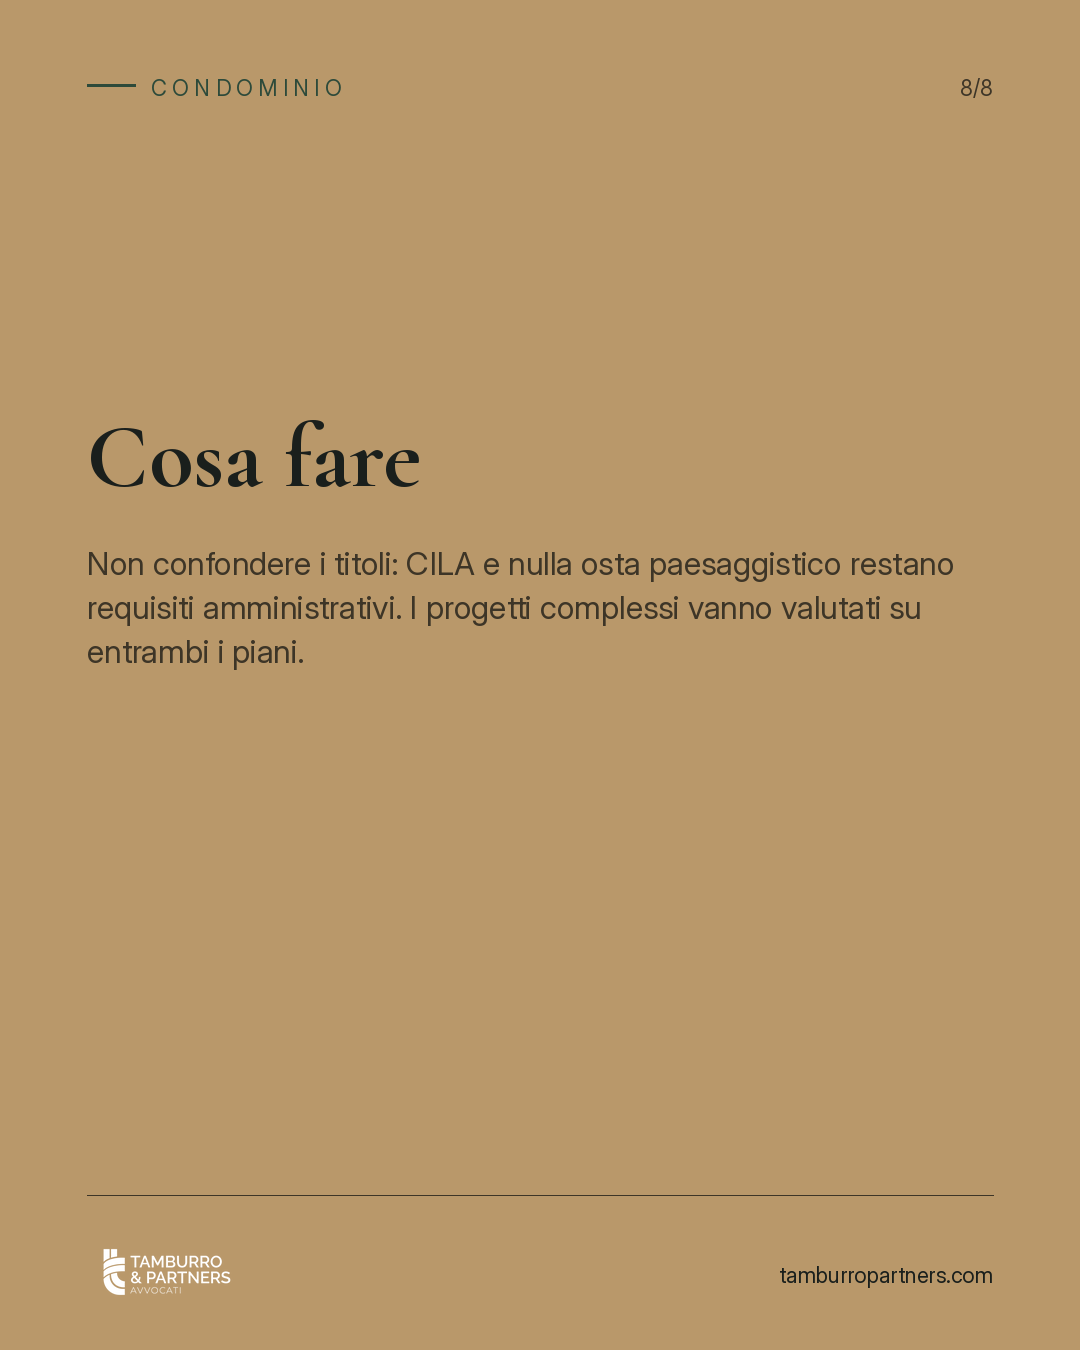 CONDOMINIO
8/8
Cosa fare
Non confondere i titoli: CILA e nulla osta paesaggistico restano
requisiti amministrativi. I progetti complessi vanno valutati su
entrambi i piani.
TAMBURRO
& PARTNERS
AVVOCATI
tamburropartners.com